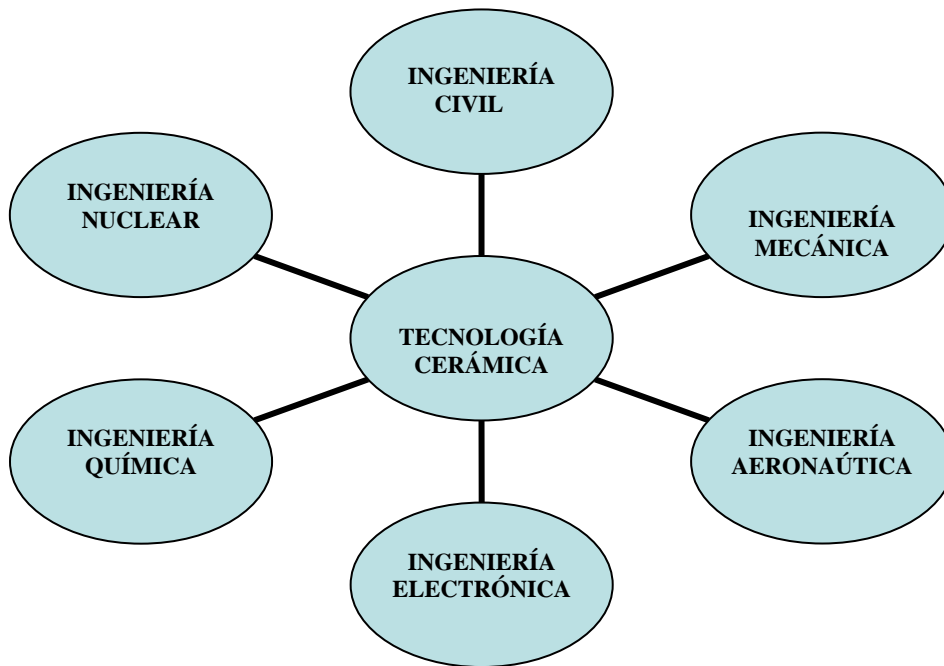 INGENIERÍA
CIVIL
INGENIERÍA
NUCLEAR
INGENIERÍA
MECÁNICA
TECNOLOGÍA
CERÁMICA
INGENIERÍA
QUÍMICA
INGENIERÍA
AERONAÚTICA
INGENIERÍA
ELECTRÓNICA